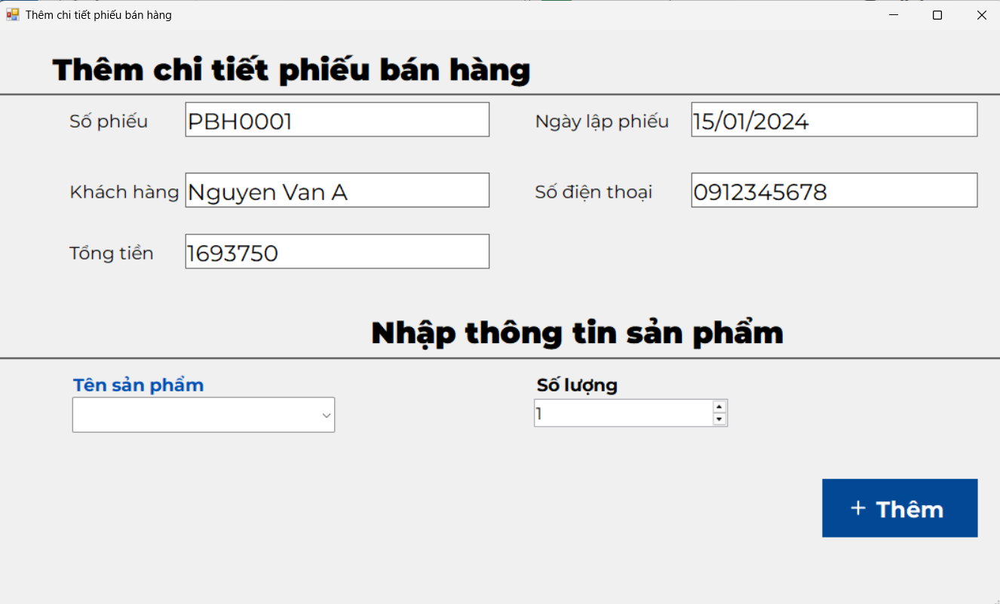 Thêm chi tiết phiếu bán hàng
Thêm chi tiết phiếu bán hàng
Số phiếu PBH0001 Ngày lập phiếu 15/01/2024
Khách hàng Nguyen Van A Số điện thoại 0912345678
Tổng tiền 1693750
Nhập thông tin sản phẩm
Tên sản phẩm Số lượng
1
+ Thêm